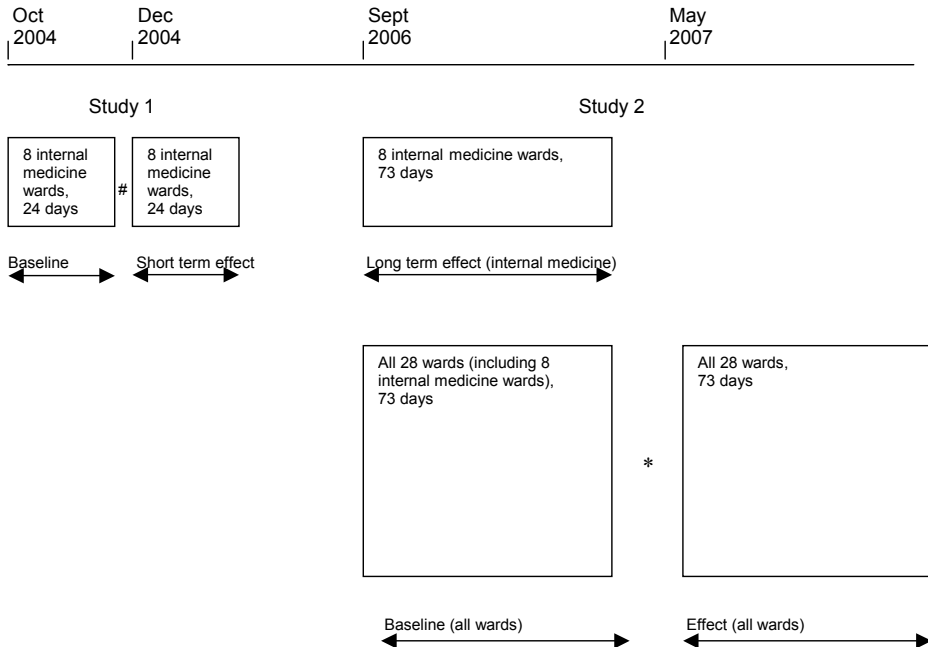 Oct
2004
Dec
2004
Sept
2006
May
2007
Study 1
Study 2
8 internal
medicine
wards,
24 days
#
8 internal
medicine
wards,
24 days
8 internal medicine wards,
73 days
Baseline
Short term effect
Long term effect (internal medicine)
All 28 wards (including 8
internal medicine wards),
73 days
*
All 28 wards,
73 days
Baseline (all wards)
Effect (all wards)